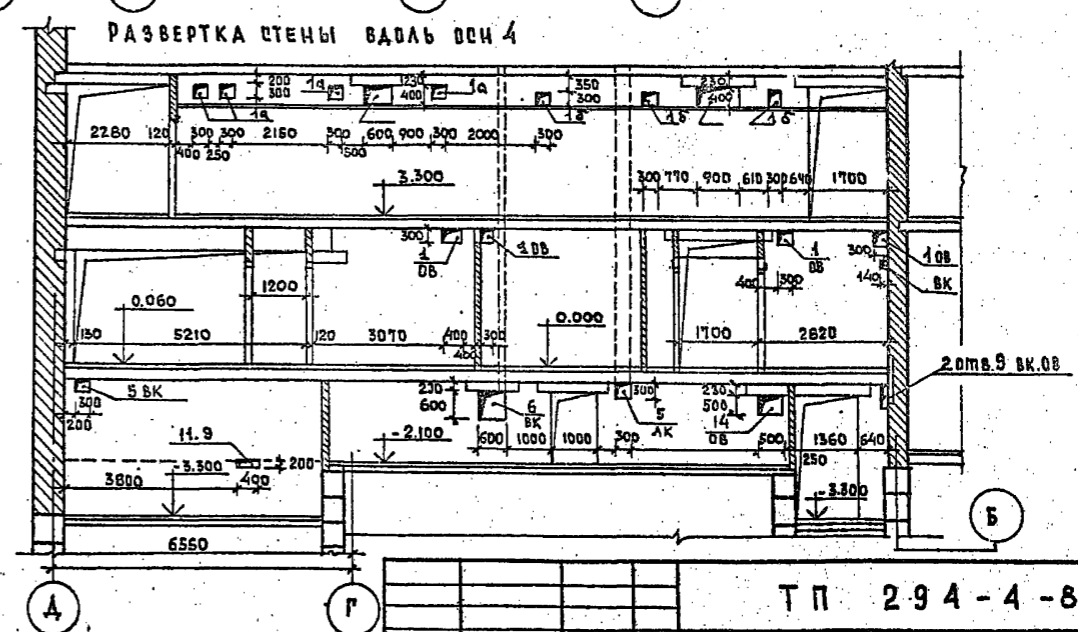 РАЗВЕРТКА СТЕНЫ ВДОЛЬ ОСИ 4
200 300 1а 1а 1230 400 1а 350 300 1б 1б 230 400 1б
2280 120 300 300 2150 300 600 900 300 2000 300
400 250 500
3.300
300 770 900 610 300 640 1700
300 1 ОВ 1 ОВ 1 ОВ 300 1 ОВ
ВК
1200 400 300 140
0.060 0.000
130 5210 120 3070 400 300 1700 2820
400
2 отв. 9 ВК.ОВ
5 ВК 230 600 6 ВК 300 5 АК 230 500 14 ОВ
300
200
11.9 -2.100 600 1000 1000 300 500 1360 640
250
-3.300 200
3800 400 -3.300
6550
Б
Д Г
ТП 294-4-8